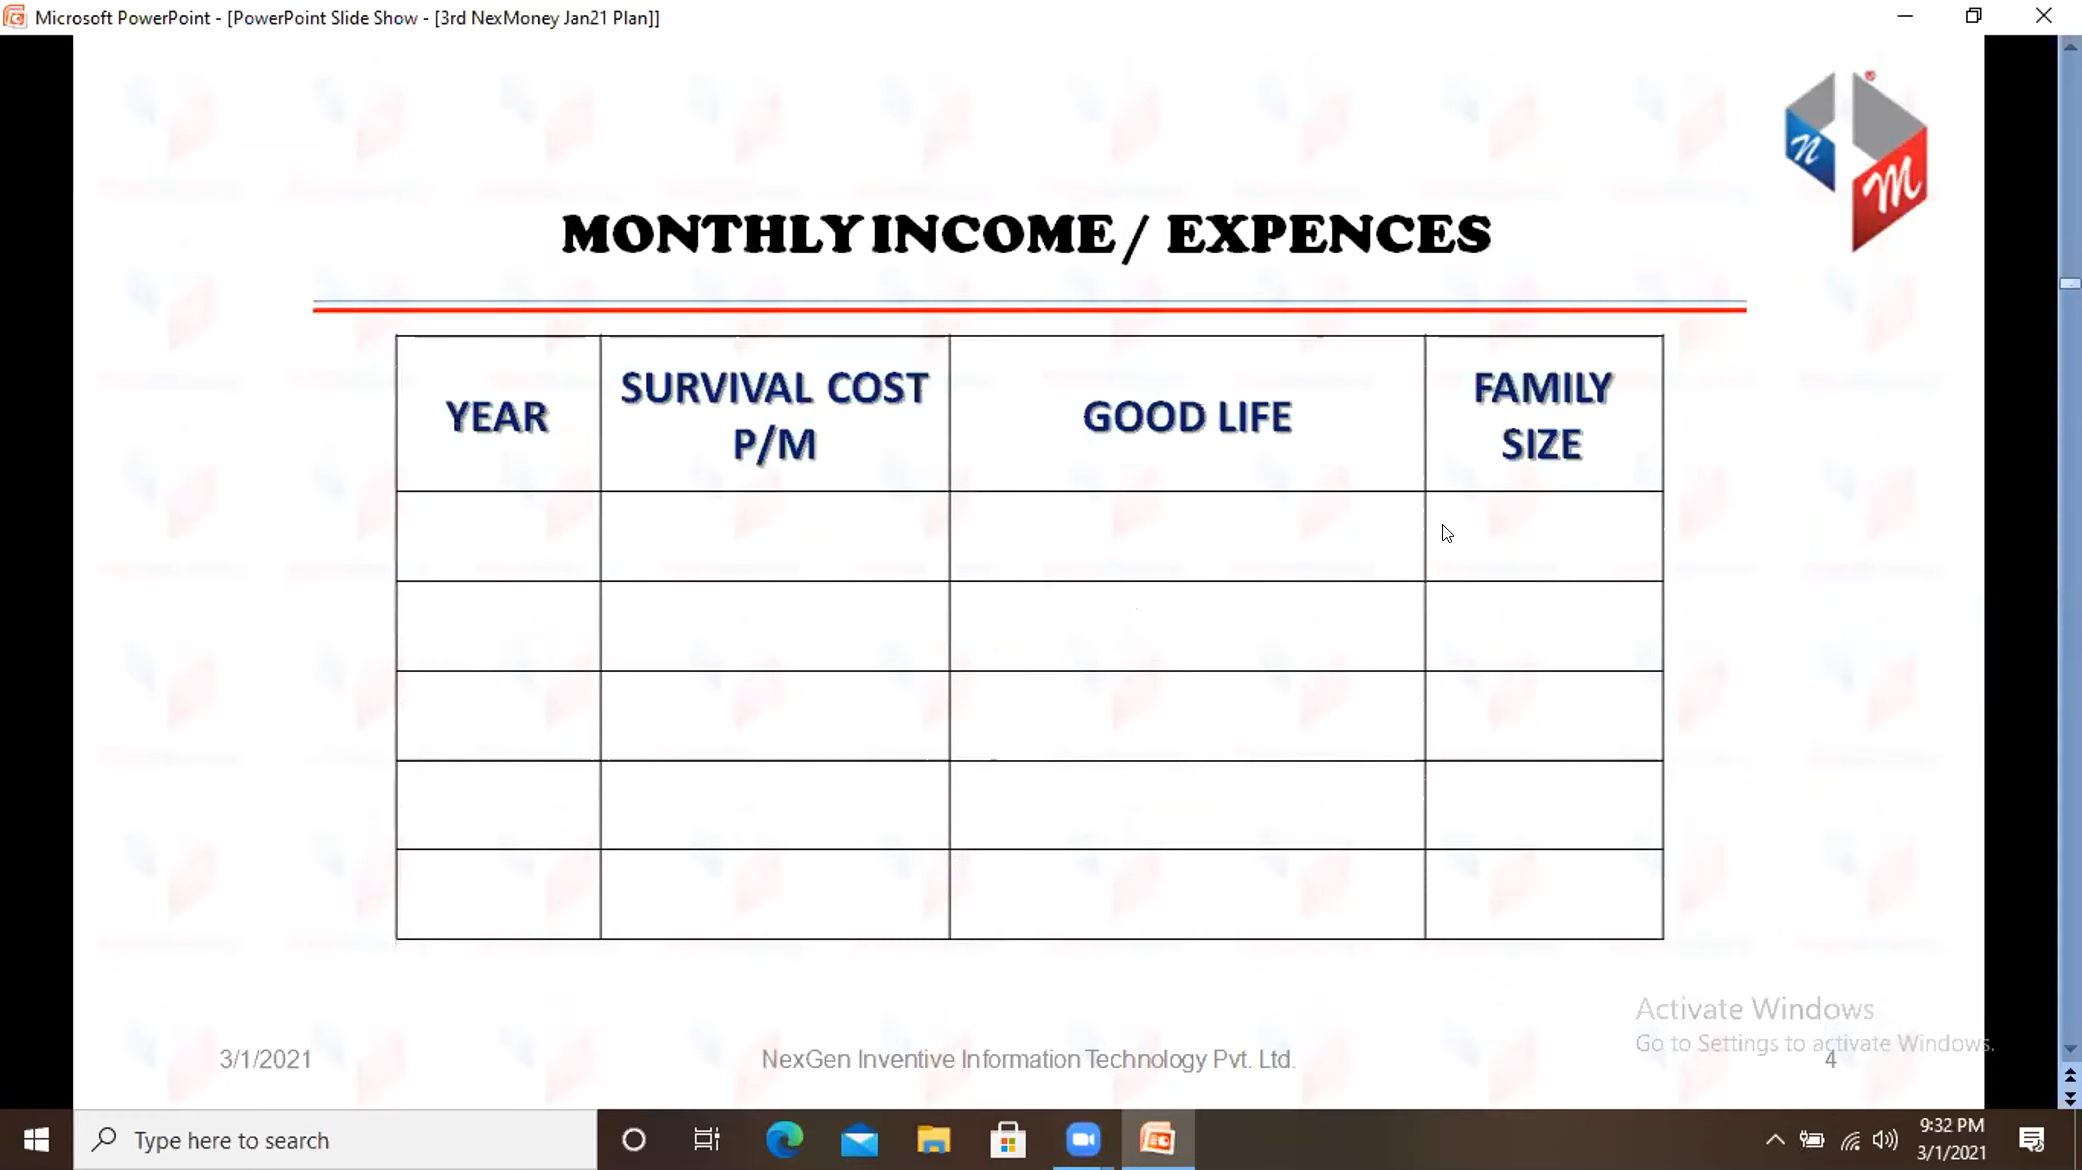 Microsoft PowerPoint - [PowerPoint Slide Show - [3rd NexMoney Jan21 Plan]]
n
M
MONTHLY INCOME / EXPENCES
YEAR
SURVIVAL COST
P/M
GOOD LIFE
FAMILY
SIZE
Activate Windows
Go to Settings to activate Windows.
3/1/2021
NexGen Inventive Information Technology Pvt. Ltd.
4
Type here to search
9:32 PM
3/1/2021